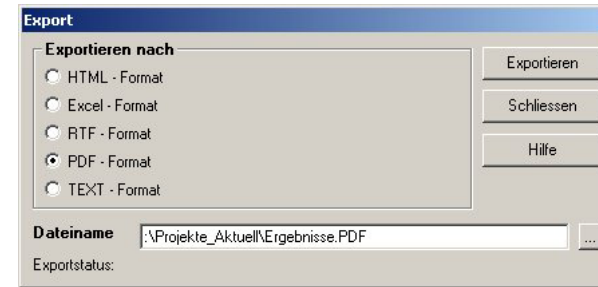 Export
Exportieren nach
HTML - Format
Excel - Format
RTF - Format
PDF - Format
TEXT - Format
Exportieren
Schliessen
Hilfe
Dateiname
:\Projekte_Aktuell\Ergebnisse.PDF
...
Exportstatus: